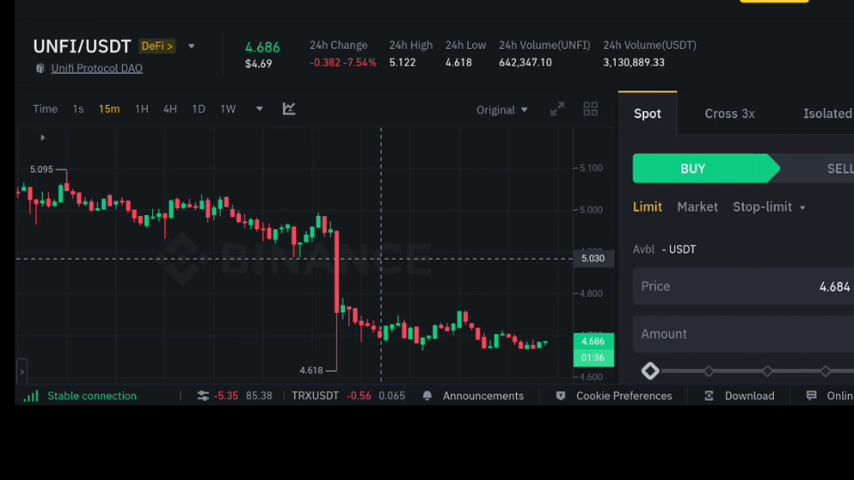 UNFI/USDT DeFi >
Unifi Protocol DAO
4.686
$4.69
24h Change
-0.382 -7.54%
24h High
5.122
24h Low
4.618
24h Volume(UNFI)
642,347.10
24h Volume(USDT)
3,130,889.33
Time 1s 15m 1H 4H 1D 1W
Original
5.095
5.100
5.000
5.030
4.800
4.686
01:36
4.618
4.600
BINANCE
Spot Cross 3x Isolated
BUY SELL
Limit Market Stop-limit
Avbl - USDT
Price 4.684
Amount
Stable connection -5.35 85.38 TRXUSDT -0.56 0.065 Announcements Cookie Preferences Download Onlin